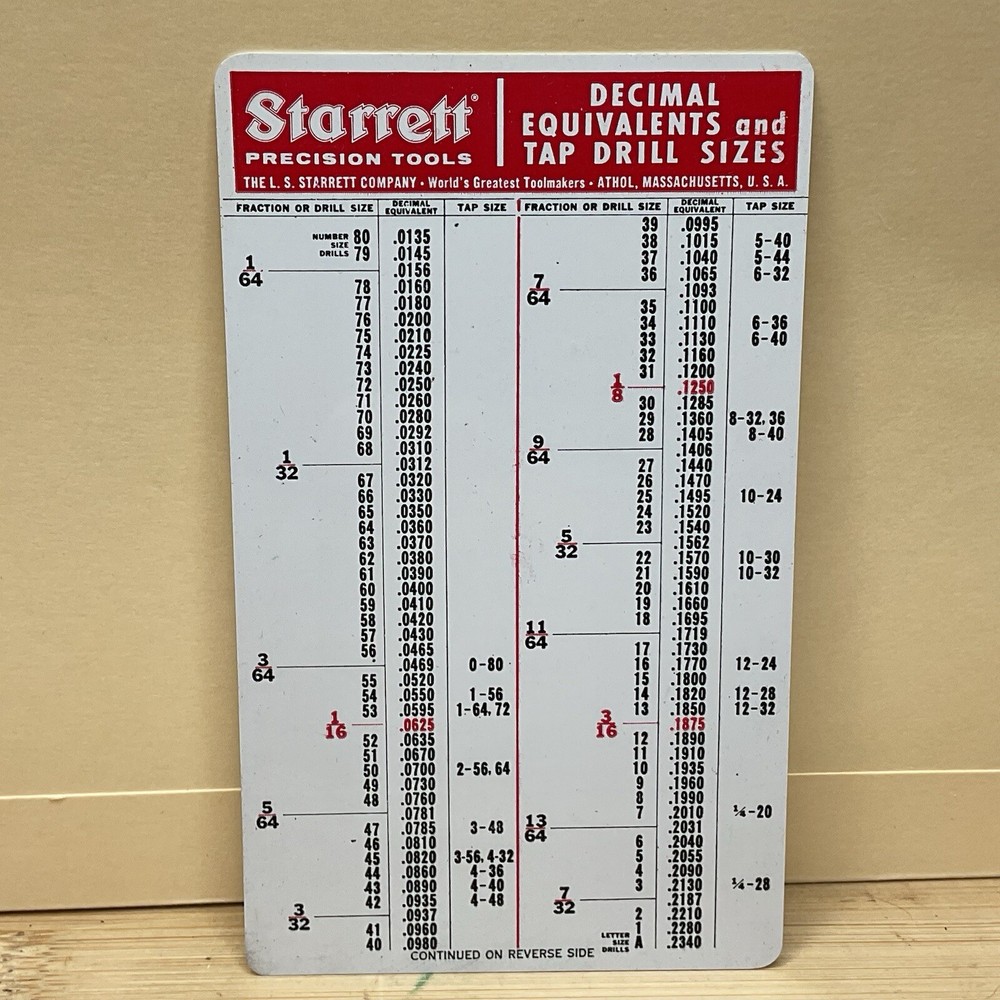 Starrett®
PRECISION TOOLS
DECIMAL
EQUIVALENTS and
TAP DRILL SIZES
THE L. S. STARRETT COMPANY • World's Greatest Toolmakers • ATHOL, MASSACHUSETTS, U. S. A.
FRACTION OR DRILL SIZE DECIMAL EQUIVALENT TAP SIZE
NUMBER SIZE DRILLS
80 .0135
79 .0145
1/64 .0156
78 .0160
77 .0180
76 .0200
75 .0210
74 .0225
73 .0240
72 .0250
71 .0260
70 .0280
69 .0292
68 .0310
1/32 .0312
67 .0320
66 .0330
65 .0350
64 .0360
63 .0370
62 .0380
61 .0390
60 .0400
59 .0410
58 .0420
57 .0430
56 .0465
3/64 .0469 0-80
55 .0520
54 .0550 1-56
53 .0595 1-64,72
1/16 .0625
52 .0635
51 .0670
50 .0700 2-56,64
49 .0730
48 .0760
5/64 .0781
47 .0785 3-48
46 .0810
45 .0820 3-56,4-32
44 .0860 4-36
43 .0890 4-40
42 .0935 4-48
3/32 .0937
41 .0960
40 .0980
FRACTION OR DRILL SIZE DECIMAL EQUIVALENT TAP SIZE
39 .0995
38 .1015 5-40
37 .1040 5-44
36 .1065 6-32
7/64 .1093
35 .1100
34 .1110 6-36
33 .1130 6-40
32 .1160
31 .1200
1/8 .1250
30 .1285
29 .1360 8-32,36
28 .1405 8-40
9/64 .1406
27 .1440
26 .1470
25 .1495 10-24
24 .1520
23 .1540
5/32 .1562
22 .1570 10-30
21 .1590 10-32
20 .1610
19 .1660
18 .1695
11/64 .1719
17 .1730
16 .1770 12-24
15 .1800
14 .1820 12-28
13 .1850 12-32
3/16 .1875
12 .1890
11 .1910
10 .1935
9 .1960
8 .1990
7 .2010 ¼-20
13/64 .2031
6 .2040
5 .2055
4 .2090
3 .2130 ¼-28
7/32 .2187
2 .2210
1 .2280
LETTER SIZE DRILLS
A .2340
CONTINUED ON REVERSE SIDE